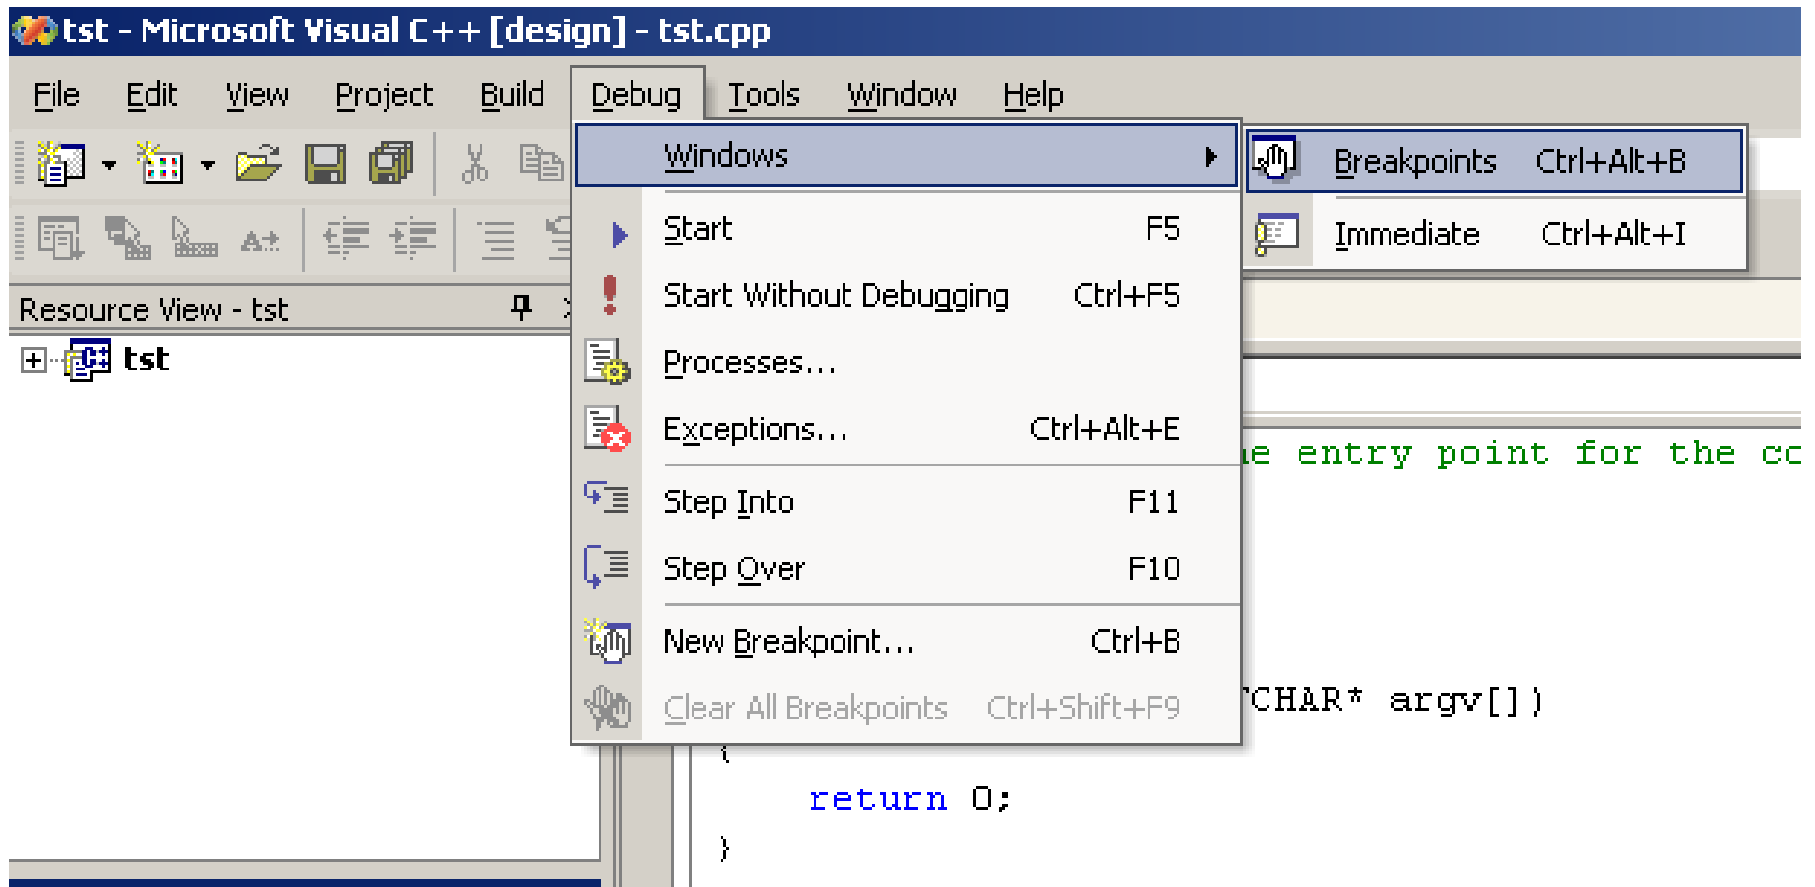 tst - Microsoft Visual C++ [design] - tst.cpp
File Edit View Project Build Debug Tools Window Help
Windows
Breakpoints Ctrl+Alt+B
Immediate Ctrl+Alt+I
Start F5
Start Without Debugging Ctrl+F5
Processes...
Exceptions... Ctrl+Alt+E
Step Into F11
Step Over F10
New Breakpoint... Ctrl+B
Clear All Breakpoints Ctrl+Shift+F9
Resource View - tst
tst
entry point for the
TCHAR* argv[])
{
return 0;
}